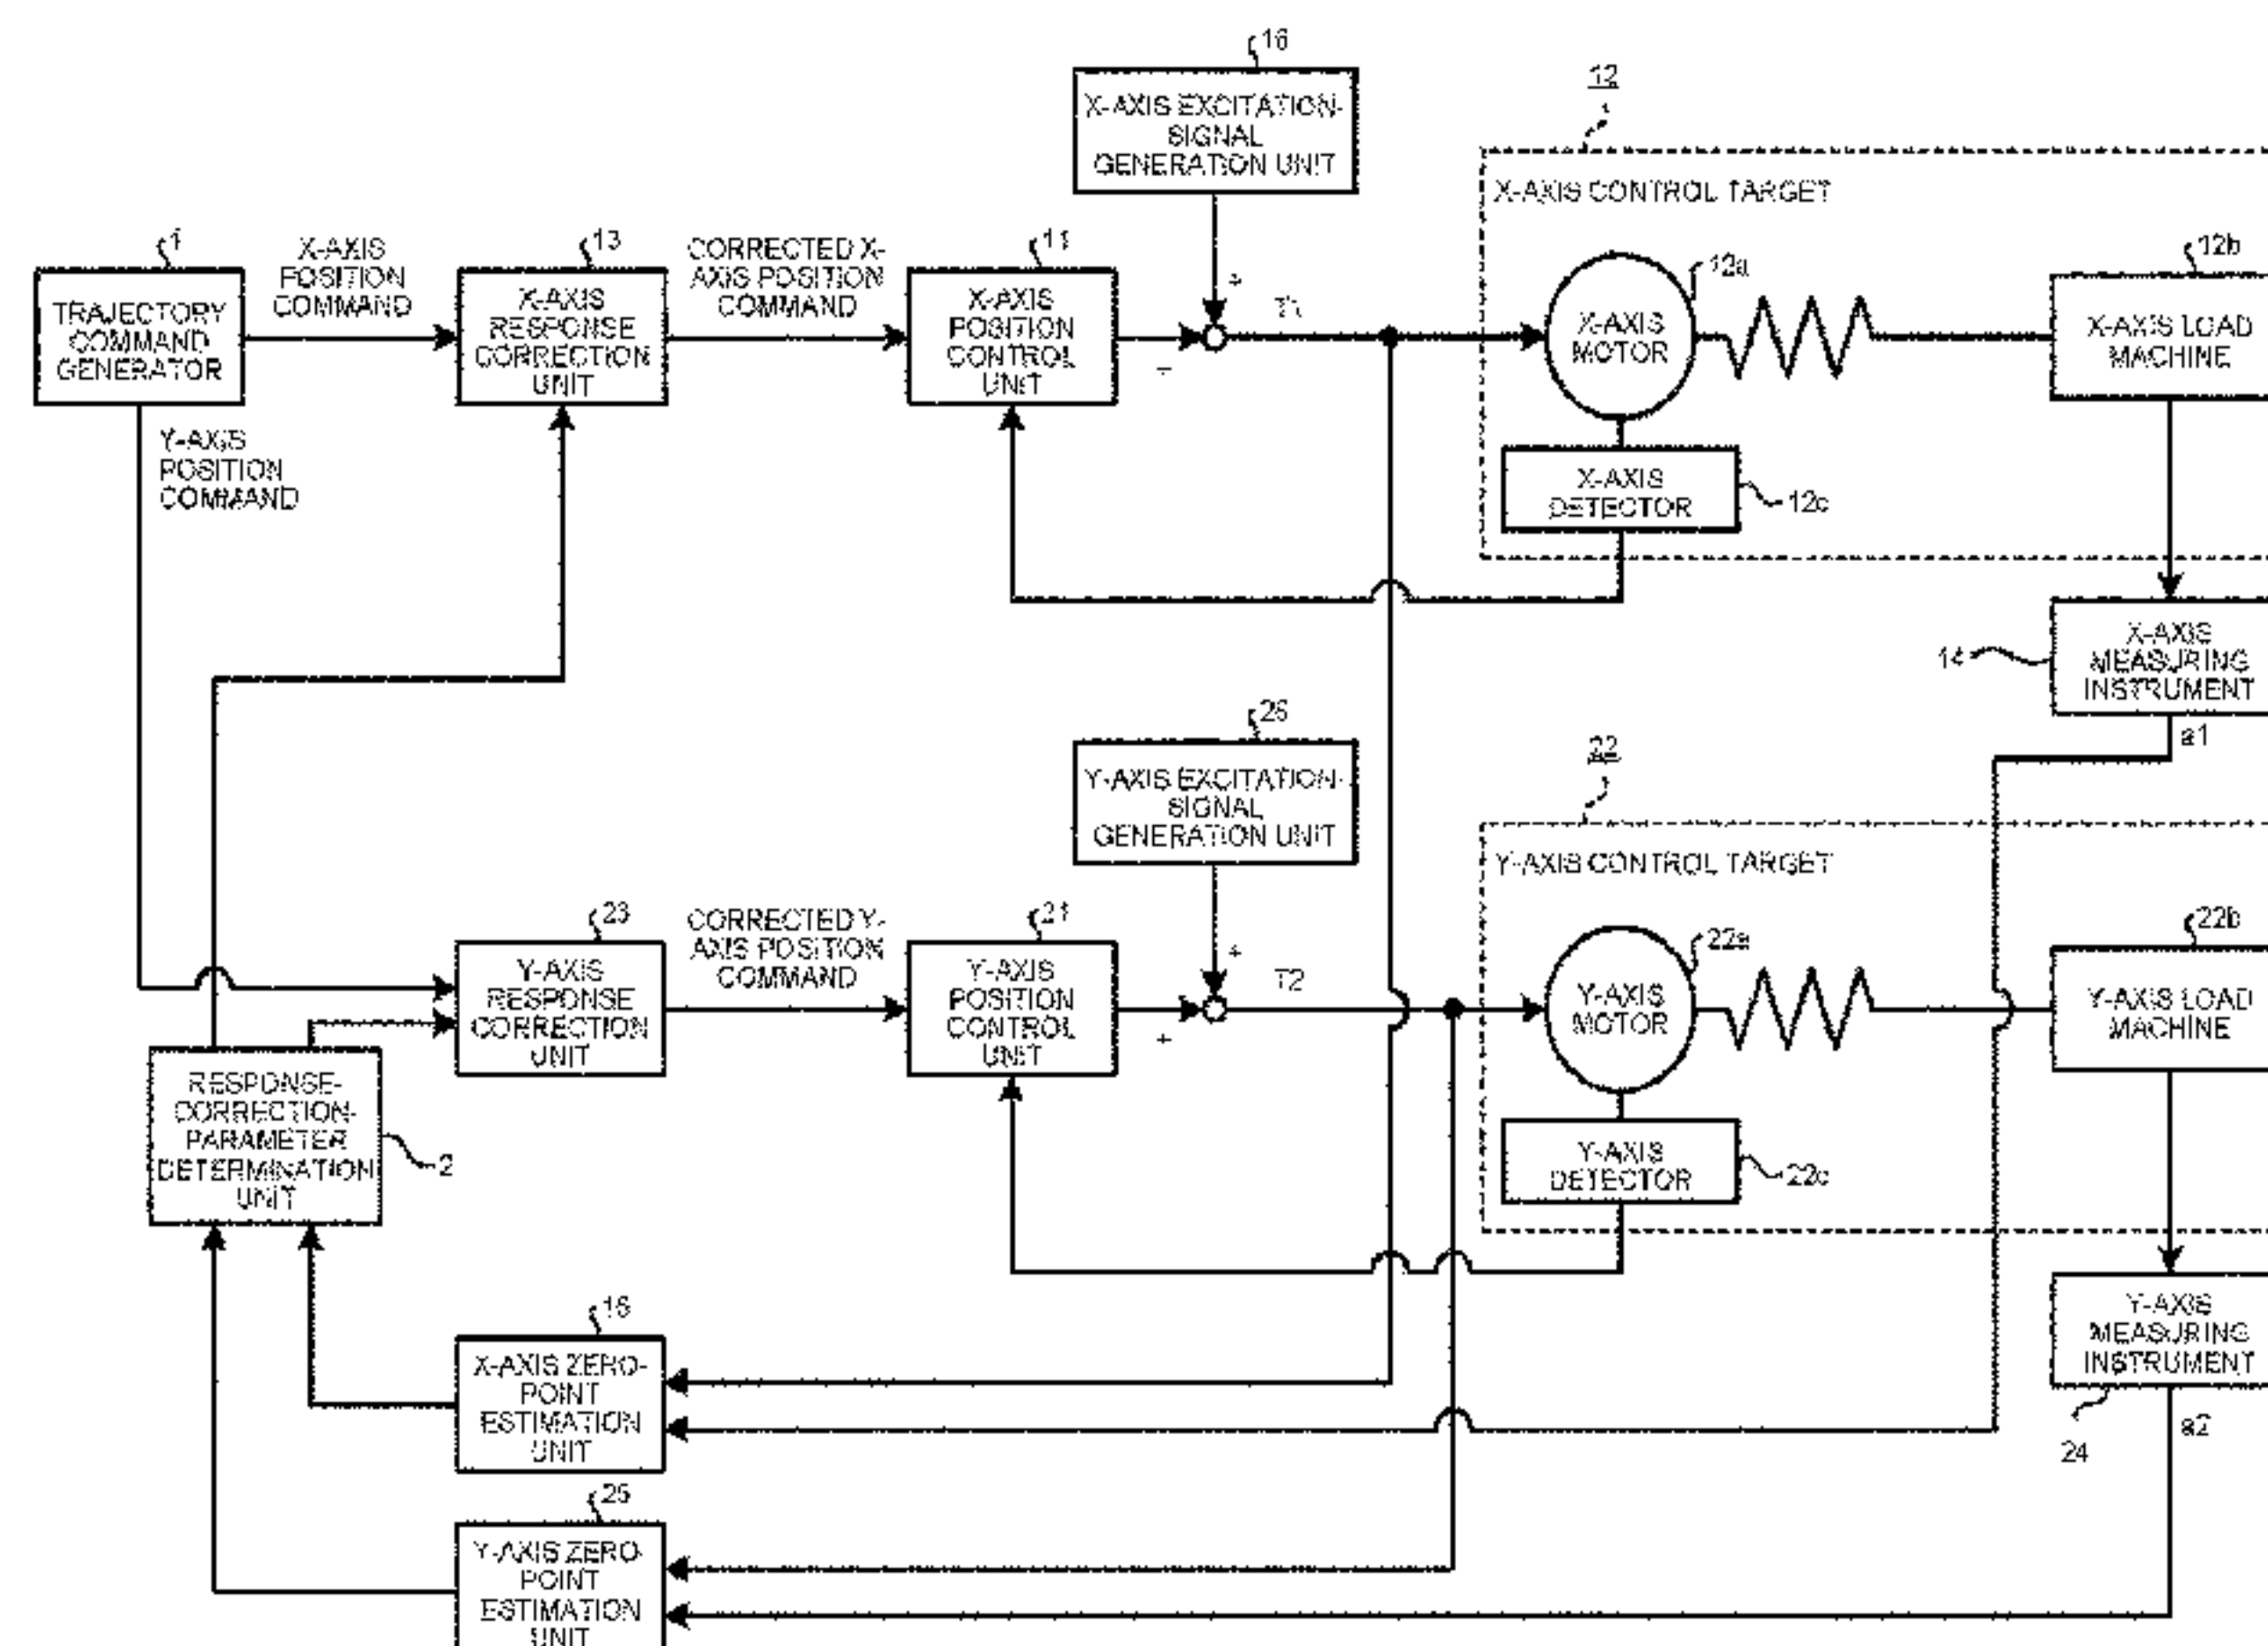 16
X-AXIS EXCITATION-
SIGNAL
GENERATION UNIT
12
X-AXIS CONTROL TARGET
1
TRAJECTORY
COMMAND
GENERATOR
X-AXIS
POSITION
COMMAND
13
X-AXIS
RESPONSE
CORRECTION
UNIT
CORRECTED X-
AXIS POSITION
COMMAND
11
X-AXIS
POSITION
CONTROL
UNIT
+
+
T1
12a
X-AXIS
MOTOR
12b
X-AXIS LOAD
MACHINE
X-AXIS
DETECTOR
12c
Y-AXIS
POSITION
COMMAND
14
X-AXIS
MEASURING
INSTRUMENT
a1
26
Y-AXIS EXCITATION-
SIGNAL
GENERATION UNIT
22
Y-AXIS CONTROL TARGET
23
Y-AXIS
RESPONSE
CORRECTION
UNIT
CORRECTED Y-
AXIS POSITION
COMMAND
21
Y-AXIS
POSITION
CONTROL
UNIT
+
+
T2
22a
Y-AXIS
MOTOR
22b
Y-AXIS LOAD
MACHINE
Y-AXIS
DETECTOR
22c
RESPONSE-
CORRECTION-
PARAMETER
DETERMINATION
UNIT
2
Y-AXIS
MEASURING
INSTRUMENT
24
a2
X-AXIS ZERO-
POINT
ESTIMATION
UNIT
25
Y-AXIS ZERO-
POINT
ESTIMATION
UNIT